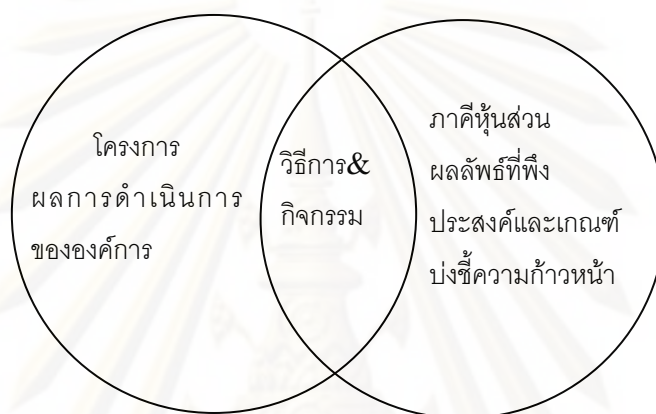 โครงการ
ผลการดำเนินการ
ขององค์การ
วิธีการ&
กิจกรรม
ภาคีหุ้นส่วน
ผลลัพธ์ที่พึง
ประสงค์และเกณฑ์
บ่งชี้ความก้าวหน้า